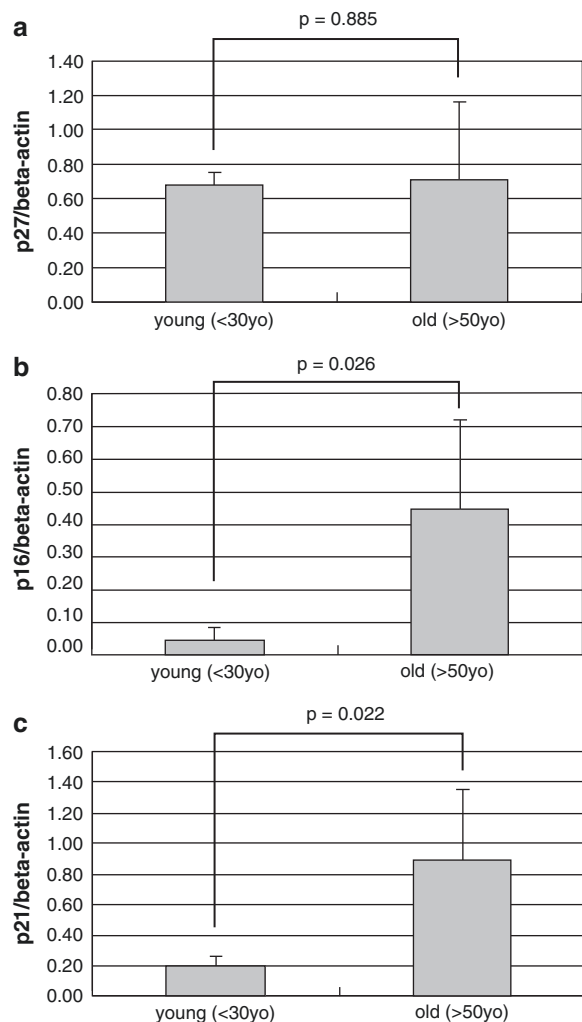 a
p = 0.885
p27/beta-actin
1.40
1.20
1.00
0.80
0.60
0.40
0.20
0.00
young (<30yo) old (>50yo)
b
p = 0.026
p16/beta-actin
0.80
0.70
0.60
0.50
0.40
0.30
0.20
0.10
0.00
young (<30yo) old (>50yo)
c
p = 0.022
p21/beta-actin
1.60
1.40
1.20
1.00
0.80
0.60
0.40
0.20
0.00
young (<30yo) old (>50yo)